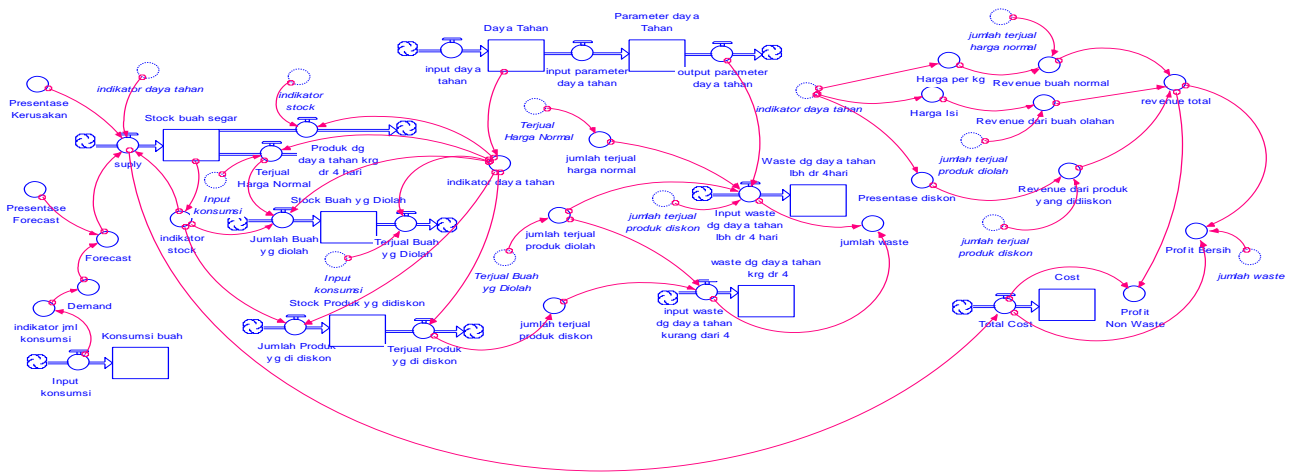 Daya Tahan
Parameter daya
Tahan
jumlah terjual
harga normal
input daya
tahan
input parameter
daya tahan
output parameter
daya tahan
Harga per kg
Revenue buah normal
Presentase
Kerusakan
indikator daya tahan
indikator
stock
indikator daya tahan
Harga Isi
revenue total
Stock buah segar
Terjual
Harga Normal
Revenue dari buah olahan
suply
Produk dg
daya tahan krg
dr 4 hari
Terjual
Harga Normal
indikator daya tahan
jumlah terjual
harga normal
Waste dg daya tahan
lbh dr 4hari
jumlah terjual
produk diolah
Presentase diskon
Revenue dari produk
yang didiiskon
Presentase
Forecast
Input
konsumsi
Stock Buah yg Diolah
jumlah terjual
produk diskon
Input waste
dg daya tahan
lbh dr 4 hari
indikator
stock
Jumlah Buah
yg diolah
Terjual Buah
yg Diolah
jumlah terjual
produk diolah
jumlah waste
jumlah terjual
produk diskon
Profit Bersih
Forecast
Input
konsumsi
Terjual Buah
yg Diolah
waste dg daya tahan
krg dr 4
jumlah waste
Cost
Demand
Stock Produk yg didiskon
indikator jml
konsumsi
Konsumsi buah
Jumlah Produk
yg di diskon
Terjual Produk
yg di diskon
jumlah terjual
produk diskon
input waste
dg daya tahan
kurang dari 4
Total Cost
Profit
Non Waste
Input
konsumsi